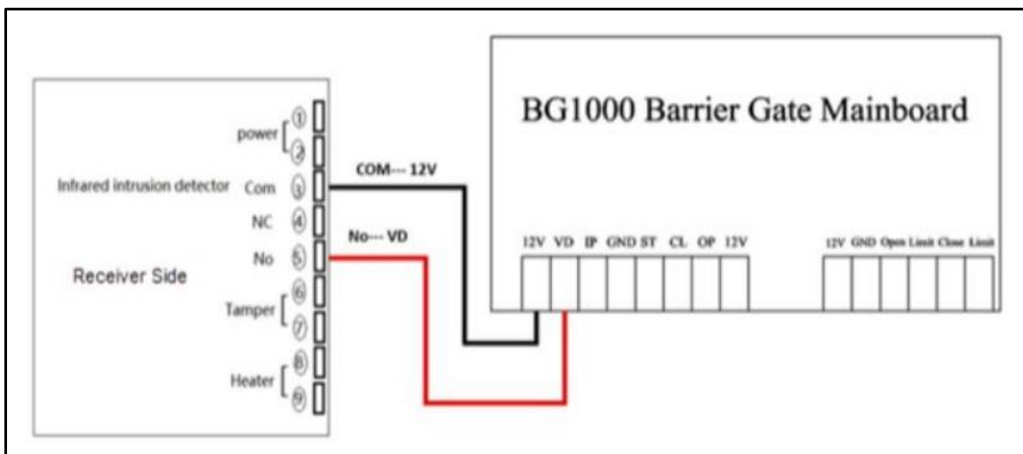 BG1000 Barrier Gate Mainboard
power
①
②
COM--- 12V
Infrared intrusion detector Com ③
NC ④
No--- VD
No ⑤
Receiver Side
Tamper
⑥
⑦
Heater
⑧
⑨
12V VD IP GND ST CL OP 12V
12V GND Open Limit Close Limit